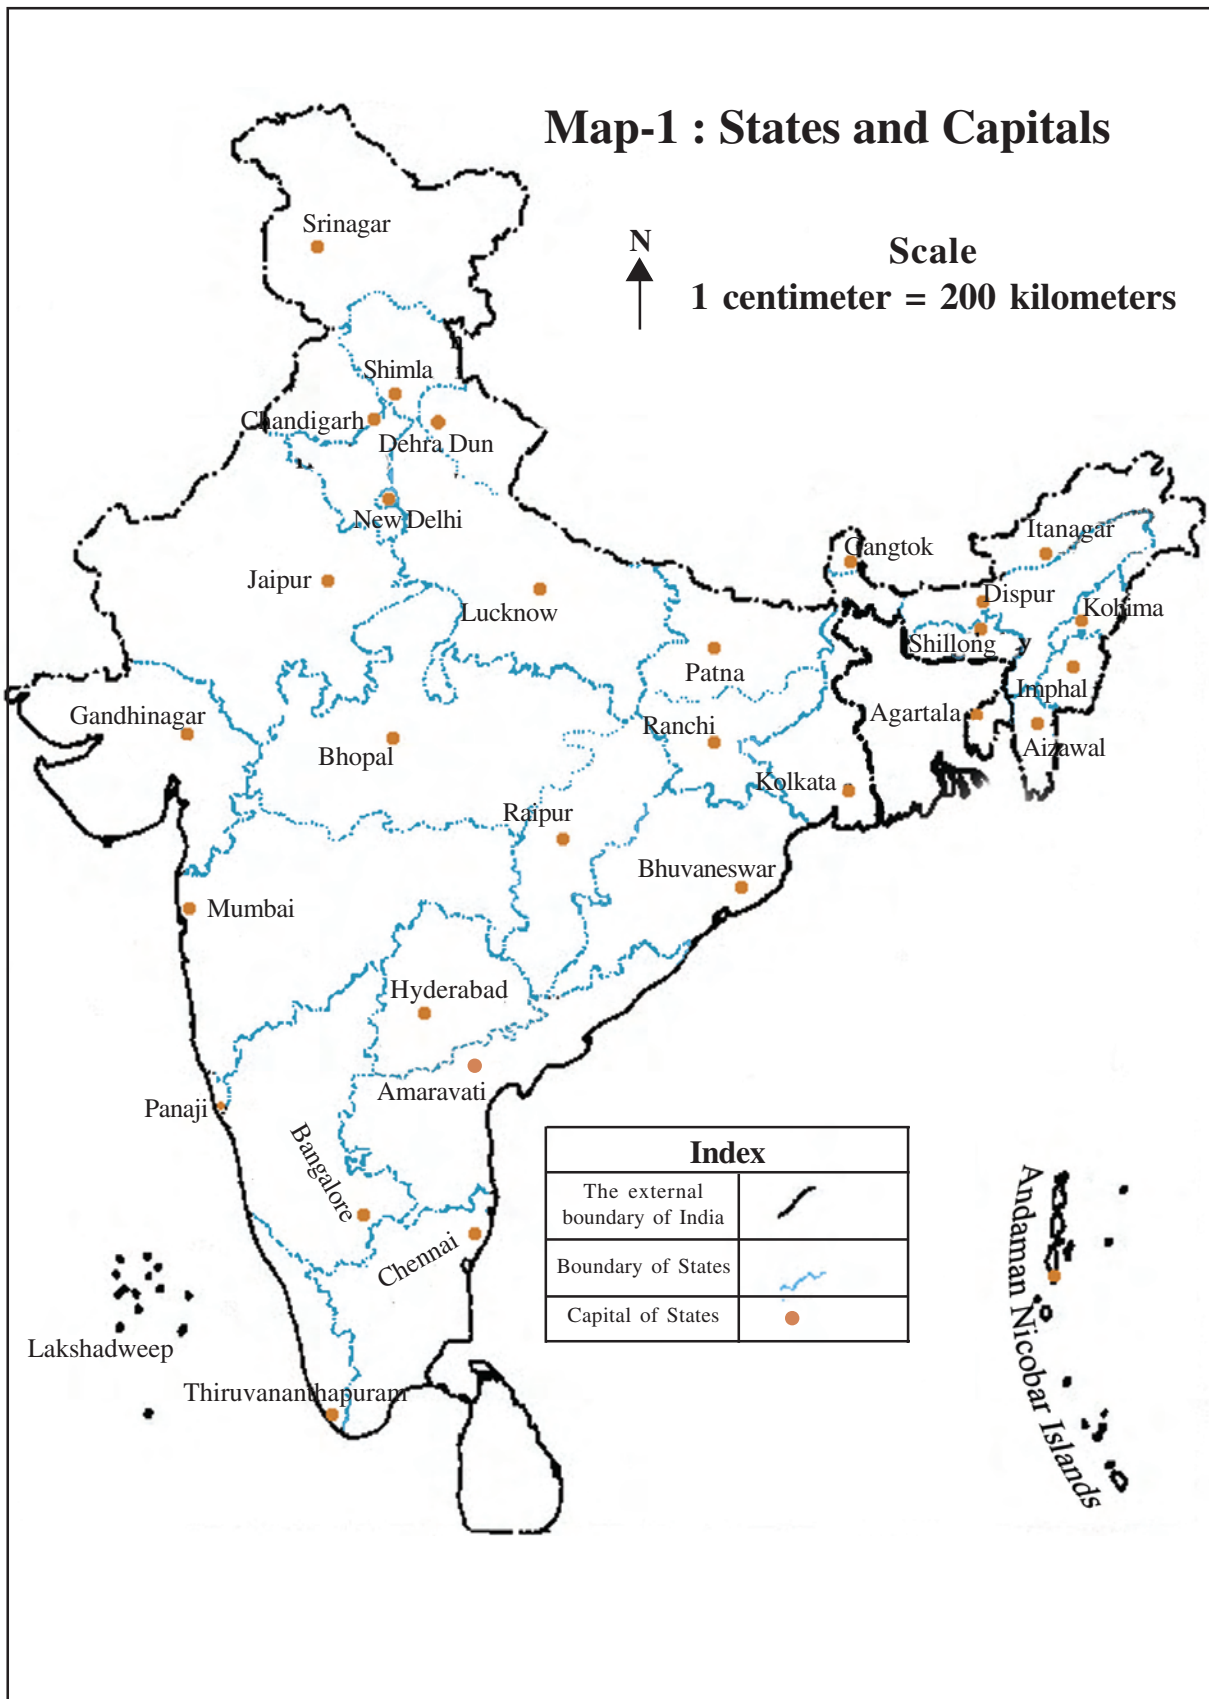 Map-1 : States and Capitals
N
Scale
1 centimeter = 200 kilometers
Srinagar
n
Shimla
Chandigarh
Dehra Dun
New Delhi
Itanagar
Gangtok
Jaipur
Lucknow
Dispur
Kohima
Shillong
y
Patna
Imphal
Gandhinagar
Ranchi
Agartala
Bhopal
Aizawal
Kolkata
Raipur
Bhuvaneswar
Mumbai
Hyderabad
Amaravati
Panaji
Bangalore
Chennai
Index
The external
boundary of India
Boundary of States
Capital of States
Andaman Nicobar Islands
Lakshadweep
Thiruvananthapuram